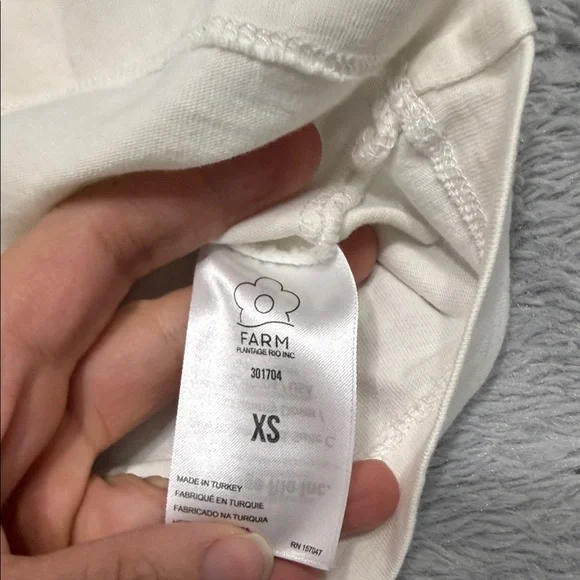 FARM
PLANTAGE RIO INC
301704
XS
MADE IN TURKEY
FABRIQUÉ EN TURQUIE
FABRICADO NA TURQUIA
RN 157047